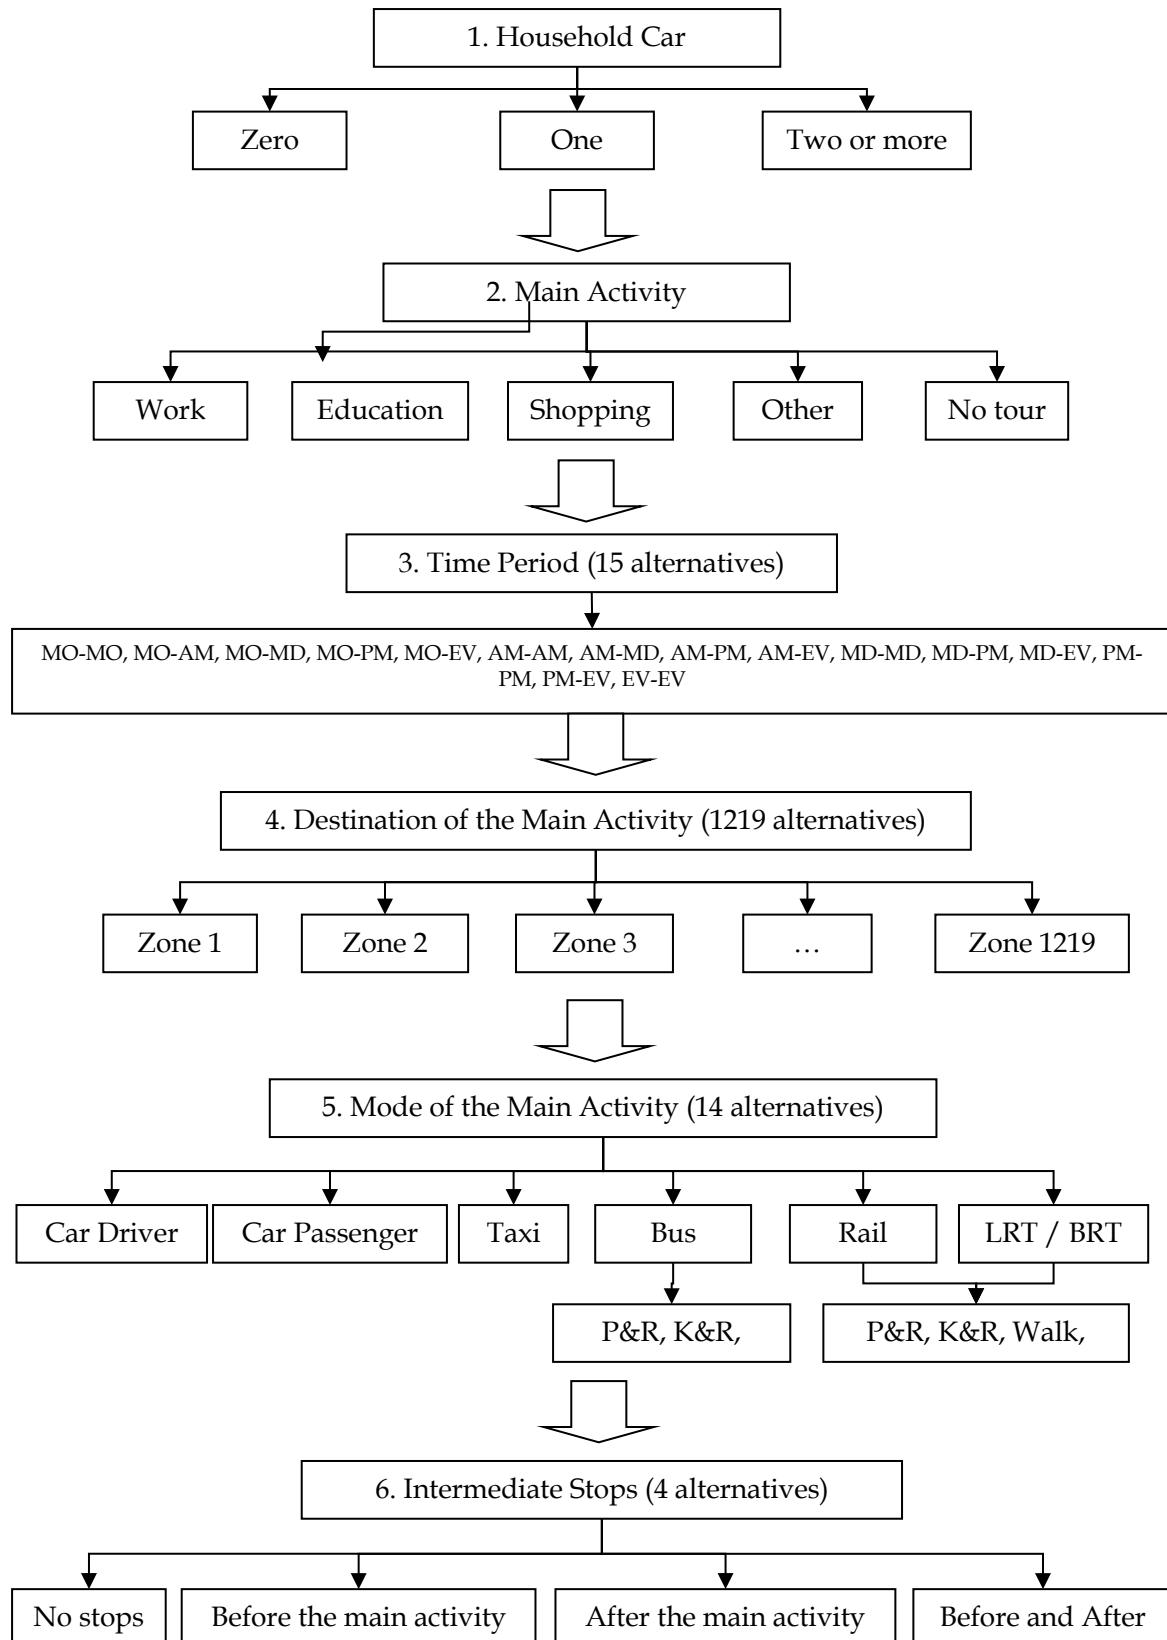 1. Household Car
Zero
One
Two or more
2. Main Activity
Work
Education
Shopping
Other
No tour
3. Time Period (15 alternatives)
MO-MO, MO-AM, MO-MD, MO-PM, MO-EV, AM-AM, AM-MD, AM-PM, AM-EV, MD-MD, MD-PM, MD-EV, PM-
PM, PM-EV, EV-EV
4. Destination of the Main Activity (1219 alternatives)
Zone 1
Zone 2
Zone 3
…
Zone 1219
5. Mode of the Main Activity (14 alternatives)
Car Driver
Car Passenger
Taxi
Bus
Rail
LRT / BRT
P&R, K&R,
P&R, K&R, Walk,
6. Intermediate Stops (4 alternatives)
No stops
Before the main activity
After the main activity
Before and After